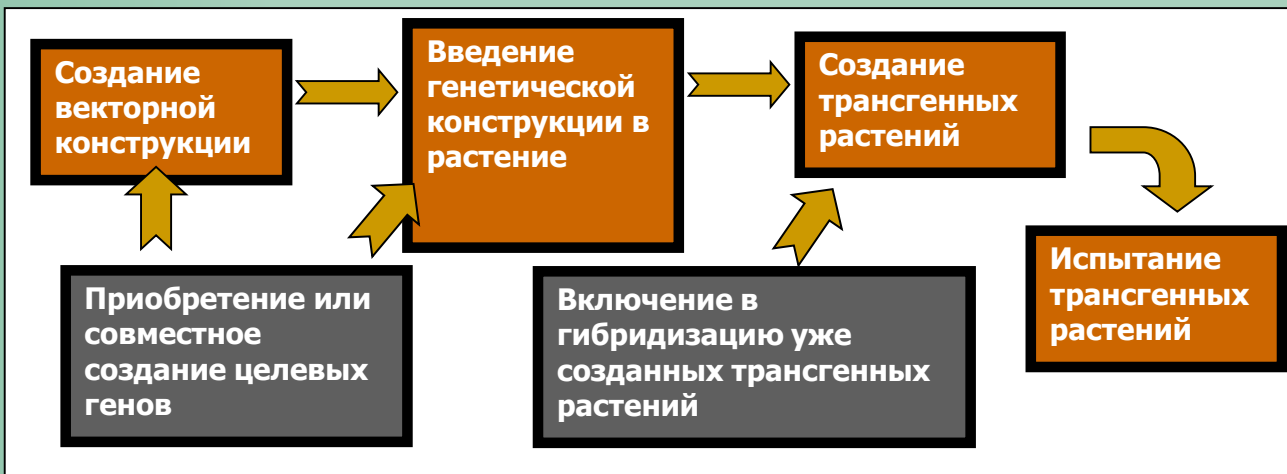 Создание
векторной
конструкции
Введение
генетической
конструкции в
растение
Создание
трансгенных
растений
Приобретение или
совместное
создание целевых
генов
Включение в
гибридизацию уже
созданных трансгенных
растений
Испытание
трансгенных
растений